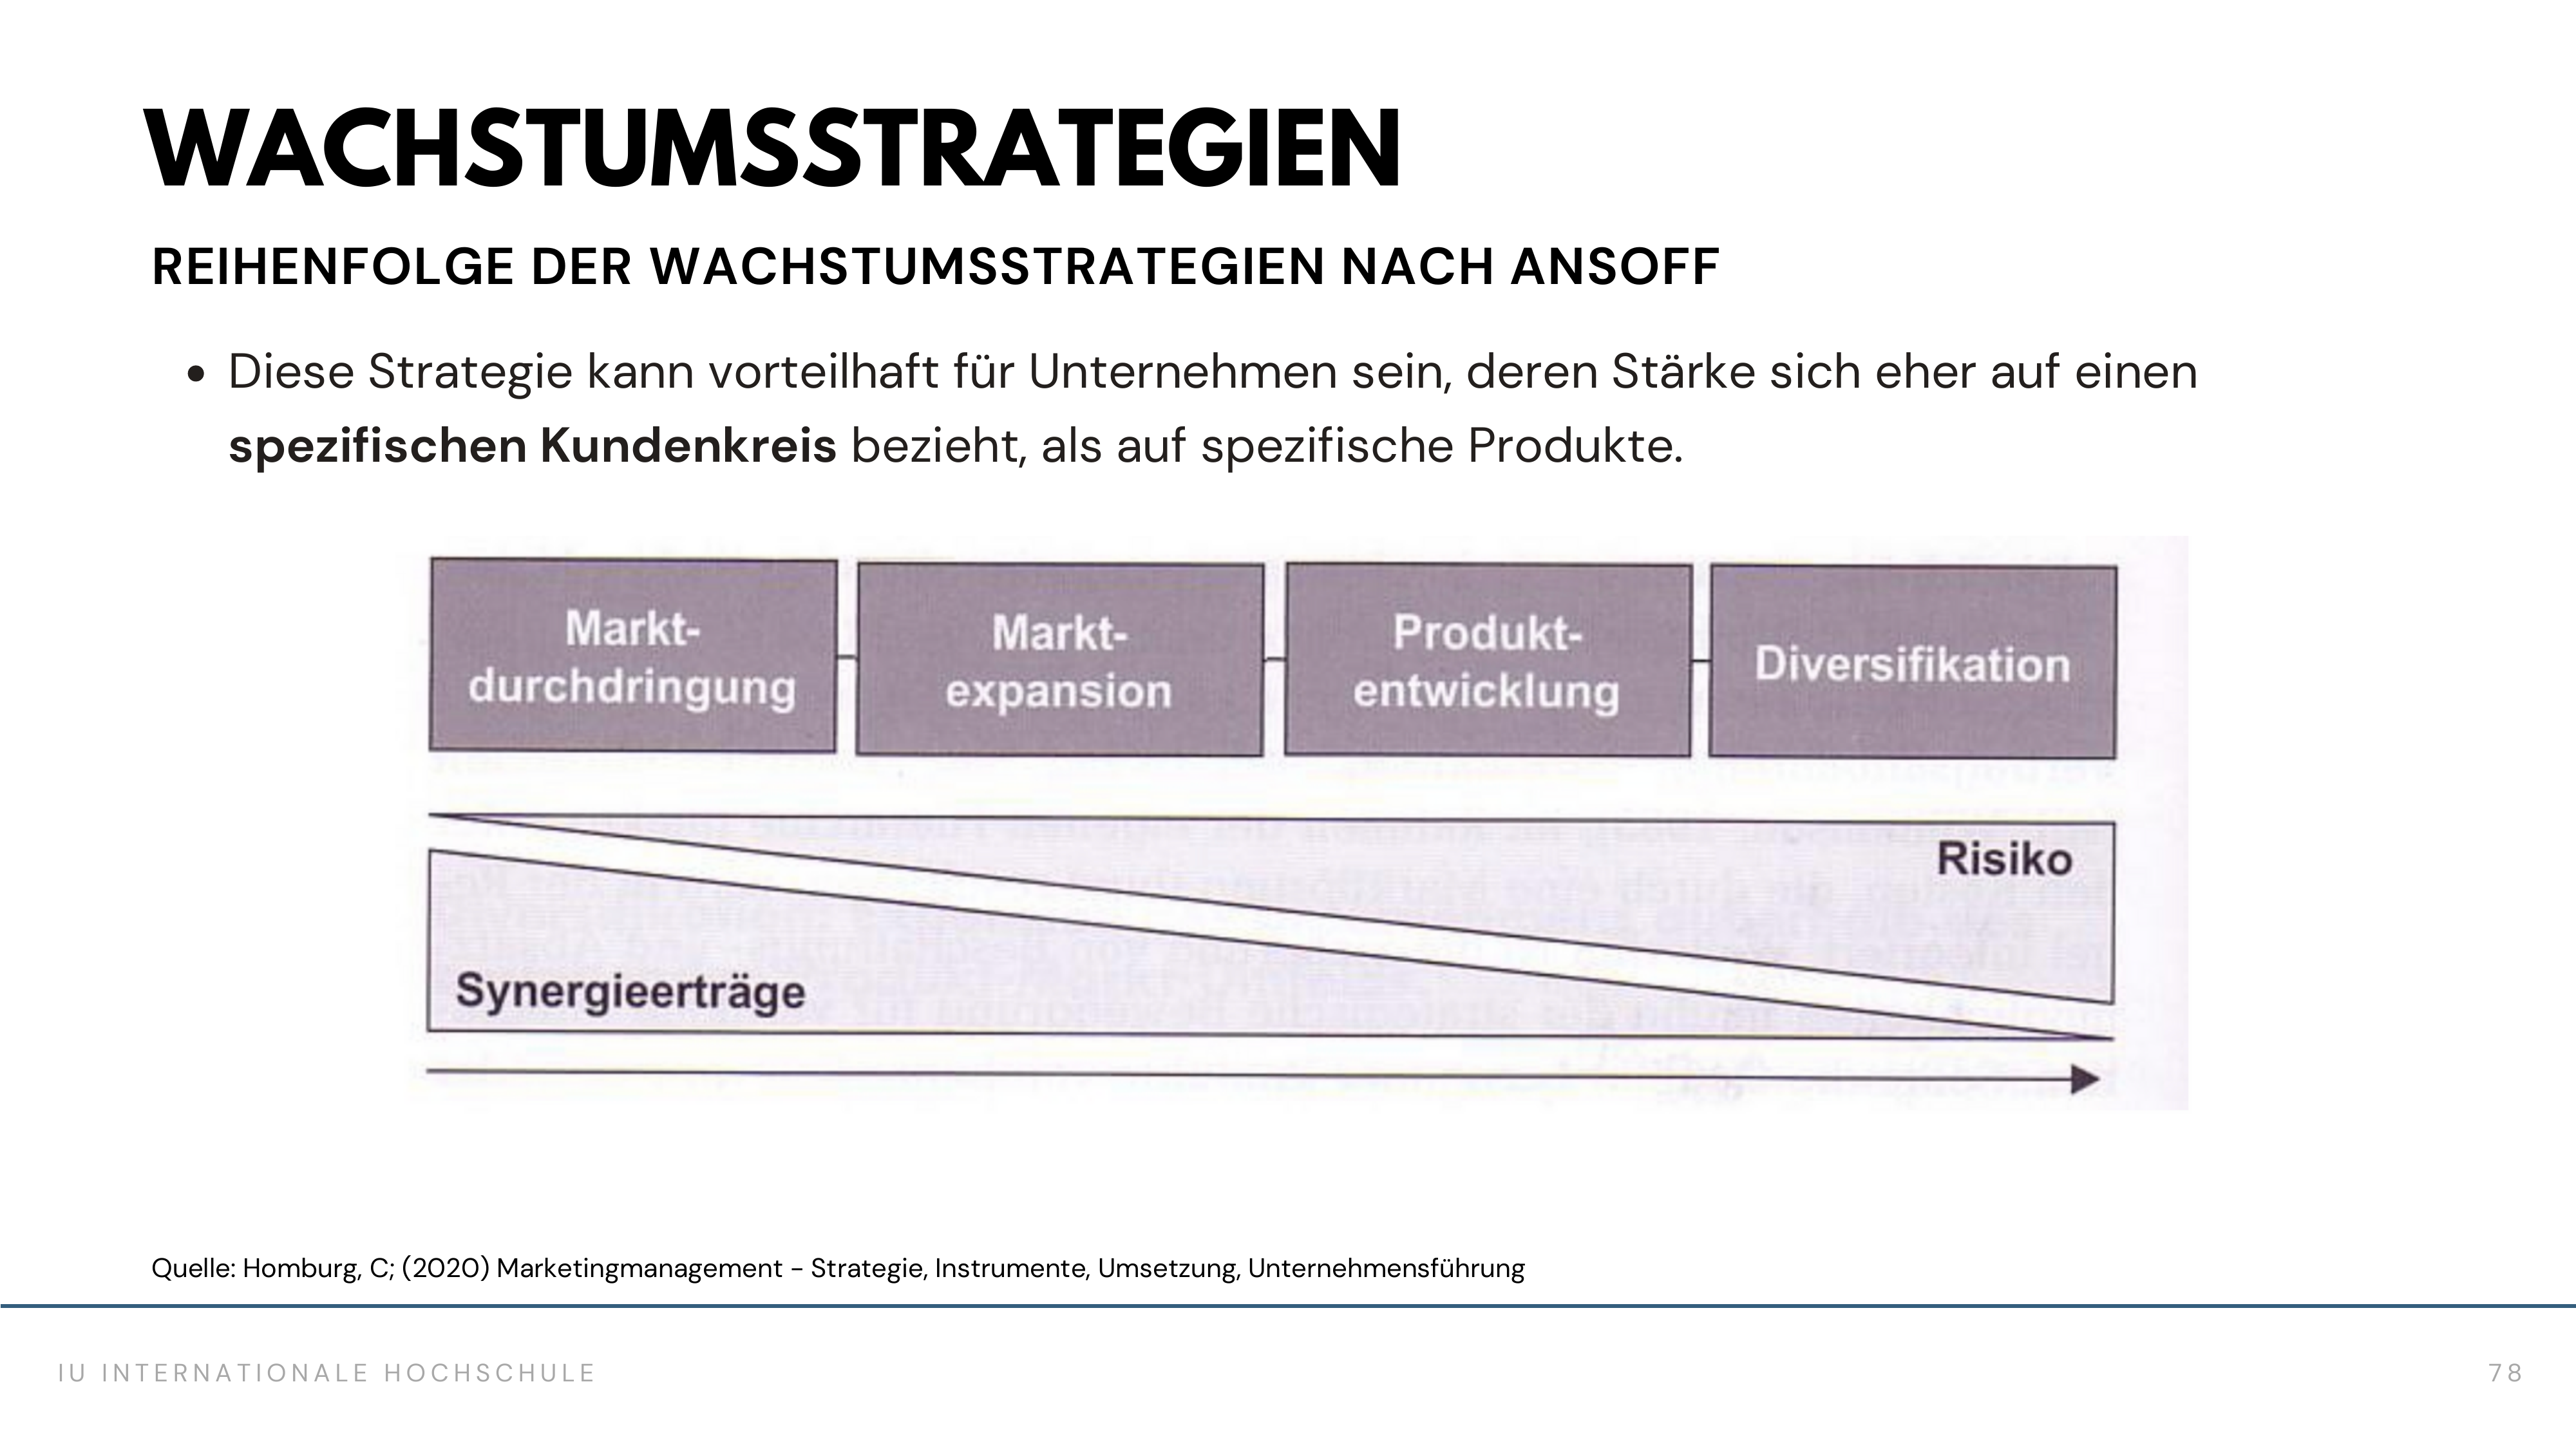 WACHSTUMSSTRATEGIEN
REIHENFOLGE DER WACHSTUMSSTRATEGIEN NACH ANSOFF
• Diese Strategie kann vorteilhaft für Unternehmen sein, deren Stärke sich eher auf einen
spezifischen Kundenkreis bezieht, als auf spezifische Produkte.
Markt-
durchdringung
Markt-
expansion
Produkt-
entwicklung
Diversifikation
Risiko
Synergieerträge
Quelle: Homburg, C; (2020) Marketingmanagement - Strategie, Instrumente, Umsetzung, Unternehmensführung
IU INTERNATIONALE HOCHSCHULE
78